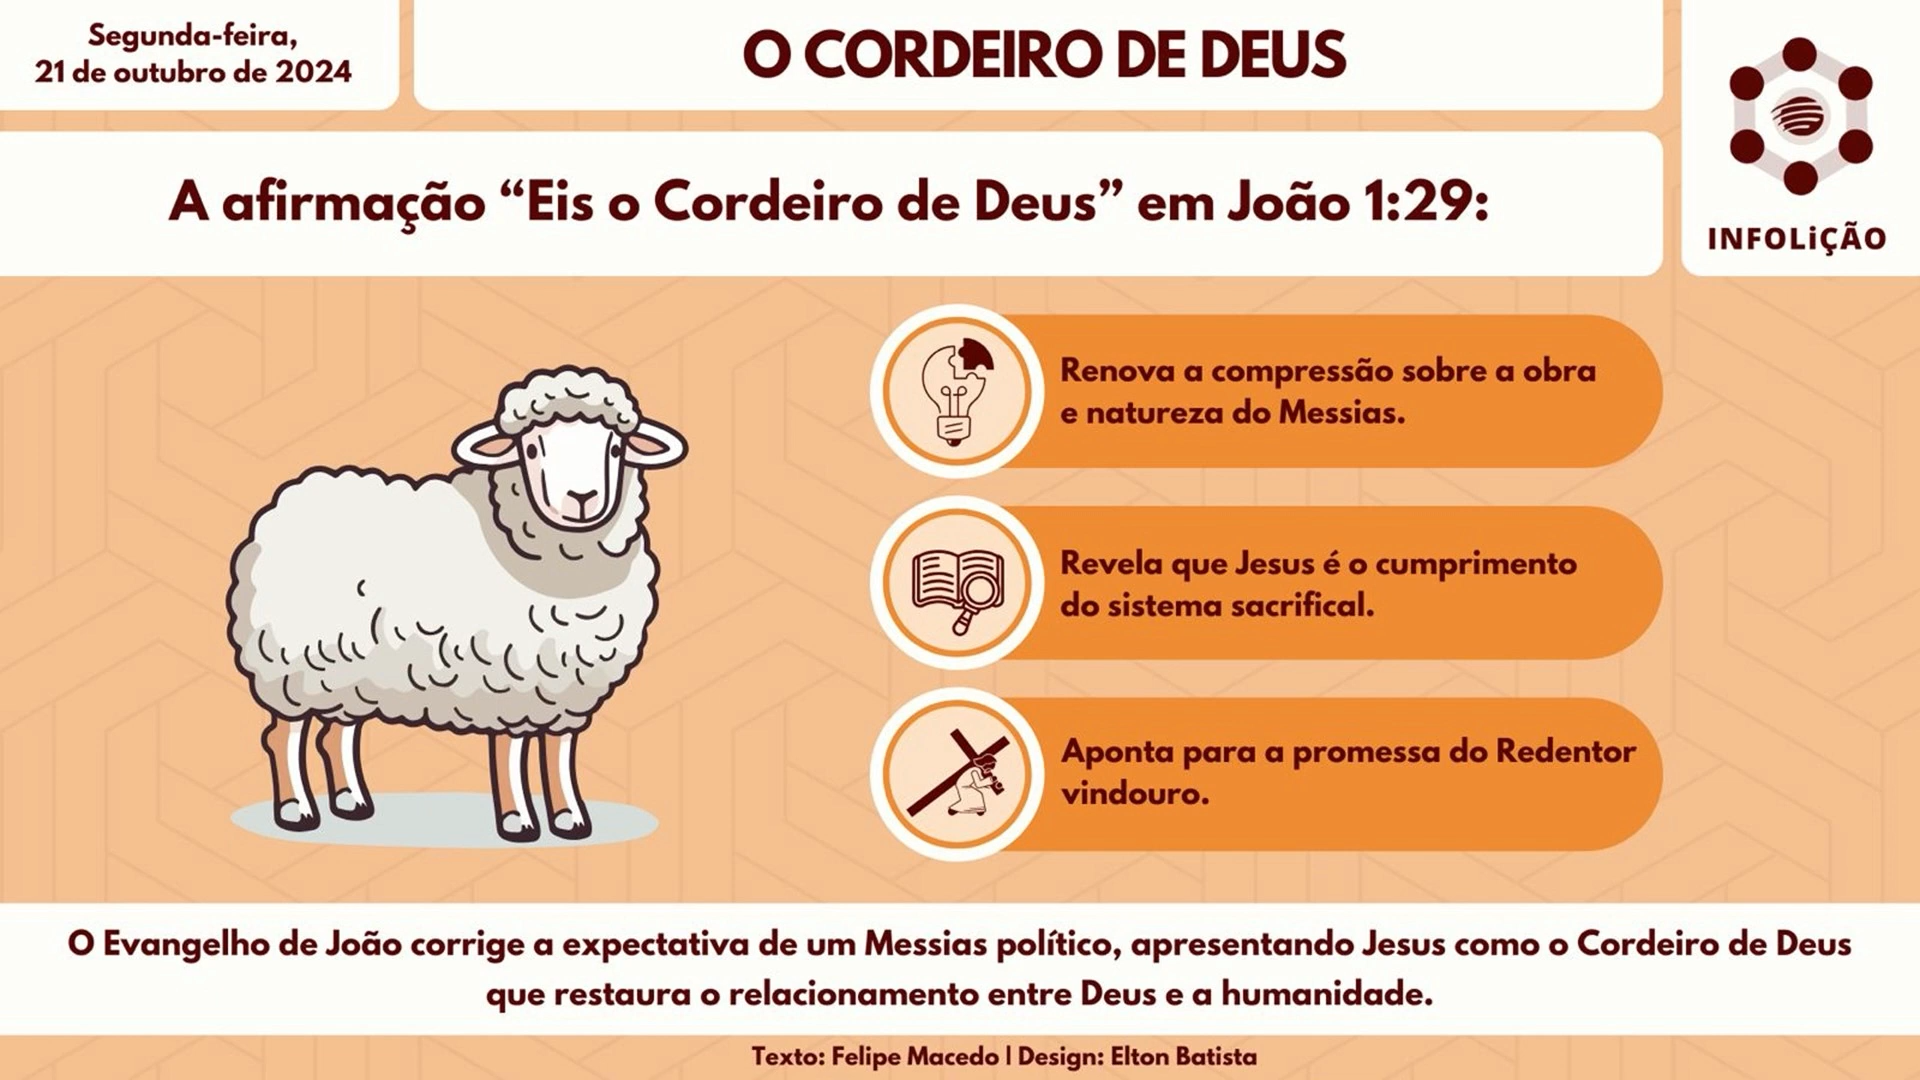 Segunda-feira,
21 de outubro de 2024
O CORDEIRO DE DEUS
INFOLiÇÃO
A afirmação “Eis o Cordeiro de Deus” em João 1:29:
Renova a compressão sobre a obra
e natureza do Messias.
Revela que Jesus é o cumprimento
do sistema sacrifical.
Aponta para a promessa do Redentor
vindouro.
O Evangelho de João corrige a expectativa de um Messias político, apresentando Jesus como o Cordeiro de Deus
que restaura o relacionamento entre Deus e a humanidade.
Texto: Felipe Macedo | Design: Elton Batista